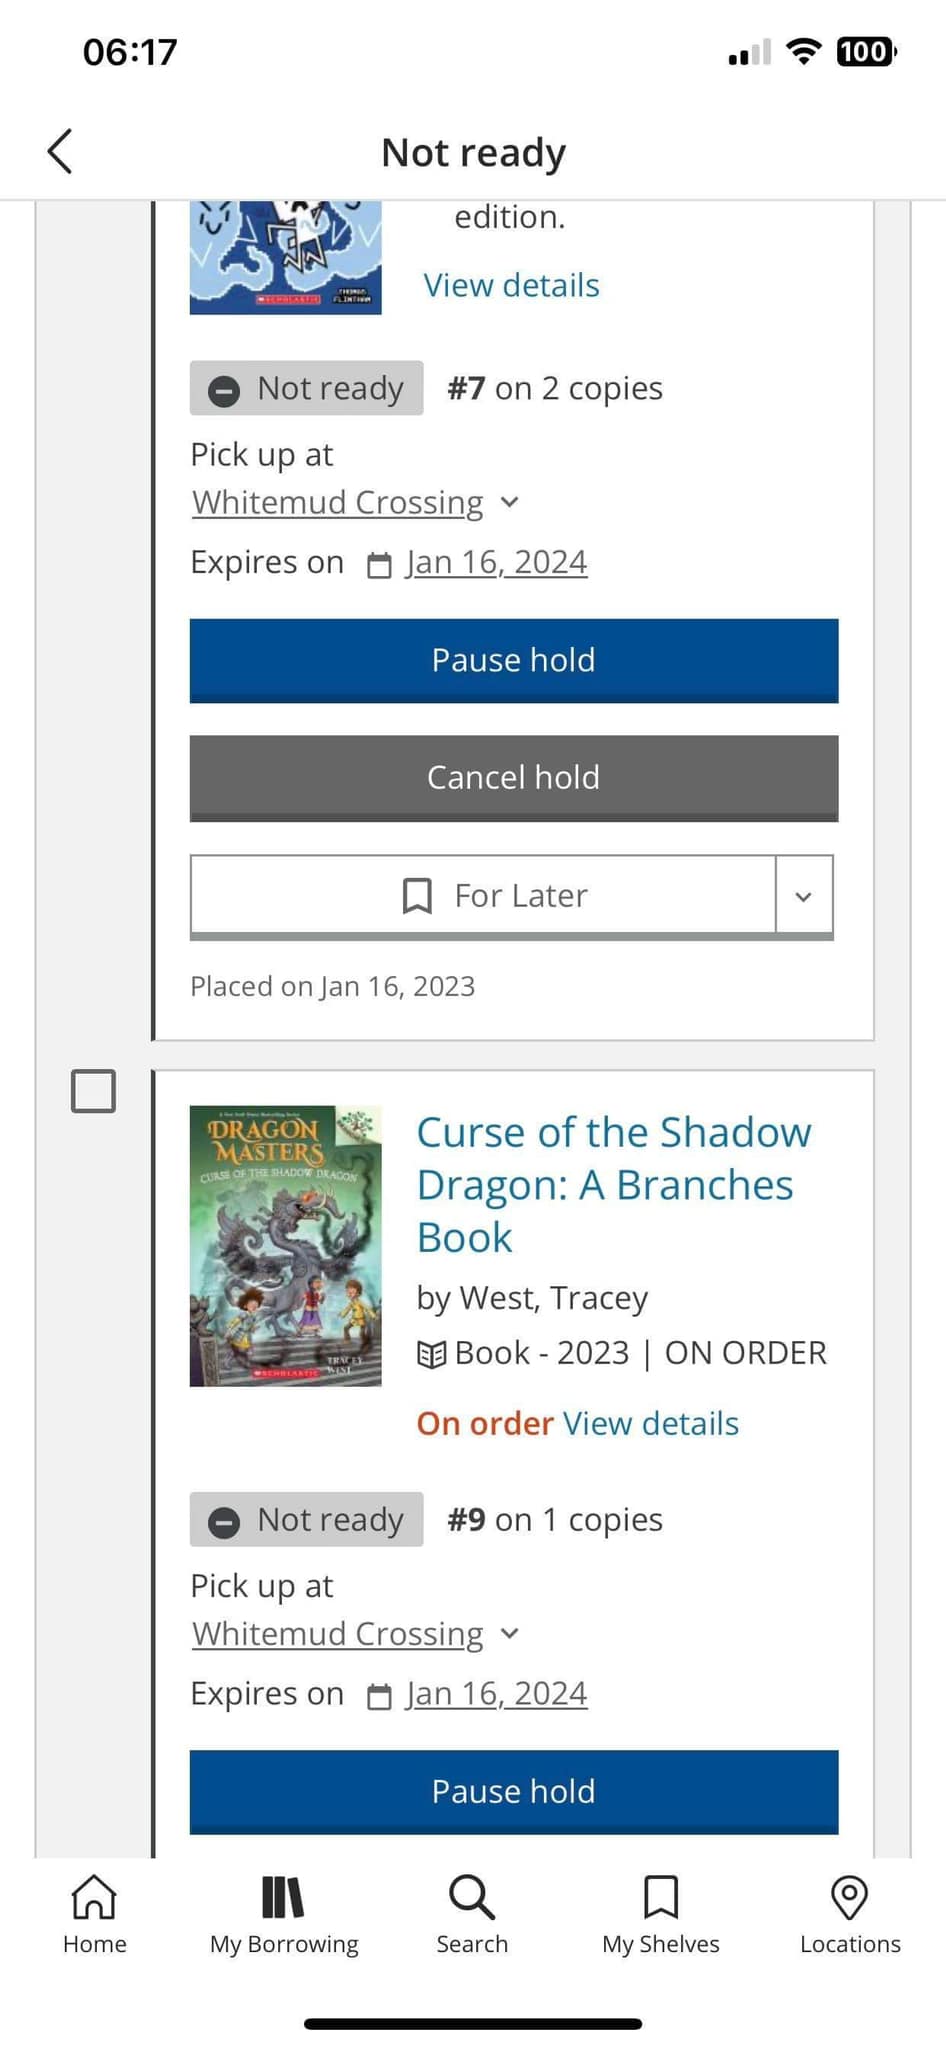 06:17
100
Not ready
edition.
SCHOLASTIC
THOMAS
FLINTHAM
View details
Not ready #7 on 2 copies
Pick up at
Whitemud Crossing
Expires on Jan 16, 2024
Pause hold
Cancel hold
For Later
Placed on Jan 16, 2023
DRAGON
MASTERS
CURSE OF THE SHADOW DRAGON
TRACEY
WEST
SCHOLASTIC
Curse of the Shadow
Dragon: A Branches
Book
by West, Tracey
Book - 2023 | ON ORDER
On order View details
Not ready #9 on 1 copies
Pick up at
Whitemud Crossing
Expires on Jan 16, 2024
Pause hold
Home My Borrowing Search My Shelves Locations